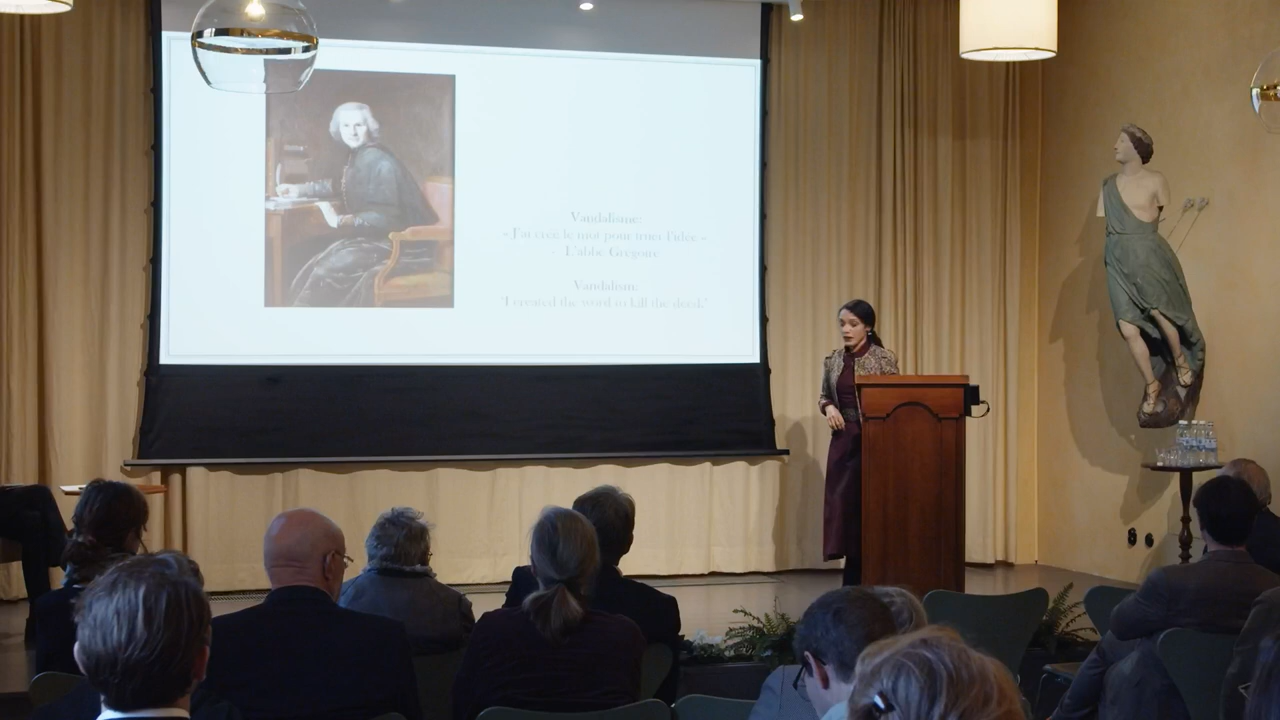 Vandalisme:
« J'ai créé le mot pour tuer l'idée »
- L'abbé Grégoire
Vandalism:
"I created the word to kill the deed."